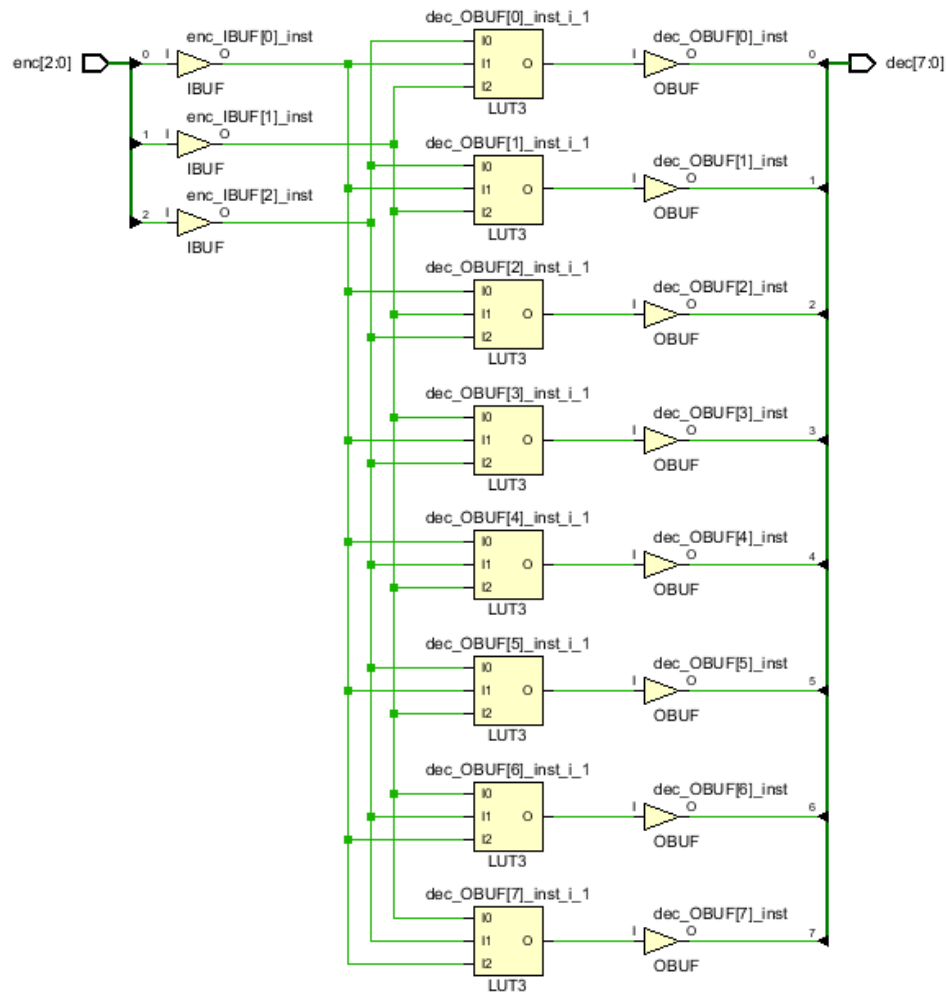 dec_OBUF[0]_inst_i_1
enc_IBUF[0]_inst
dec_OBUF[0]_inst
enc[2:0]
0
I
O
IBUF
I0
I1
I2
O
LUT3
I
O
OBUF
0
dec[7:0]
enc_IBUF[1]_inst
1
I
O
IBUF
dec_OBUF[1]_inst_i_1
I0
I1
I2
O
LUT3
dec_OBUF[1]_inst
I
O
OBUF
1
enc_IBUF[2]_inst
2
I
O
IBUF
dec_OBUF[2]_inst_i_1
I0
I1
I2
O
LUT3
dec_OBUF[2]_inst
I
O
OBUF
2
dec_OBUF[3]_inst_i_1
I0
I1
I2
O
LUT3
dec_OBUF[3]_inst
I
O
OBUF
3
dec_OBUF[4]_inst_i_1
I0
I1
I2
O
LUT3
dec_OBUF[4]_inst
I
O
OBUF
4
dec_OBUF[5]_inst_i_1
I0
I1
I2
O
LUT3
dec_OBUF[5]_inst
I
O
OBUF
5
dec_OBUF[6]_inst_i_1
I0
I1
I2
O
LUT3
dec_OBUF[6]_inst
I
O
OBUF
6
dec_OBUF[7]_inst_i_1
I0
I1
I2
O
LUT3
dec_OBUF[7]_inst
I
O
OBUF
7